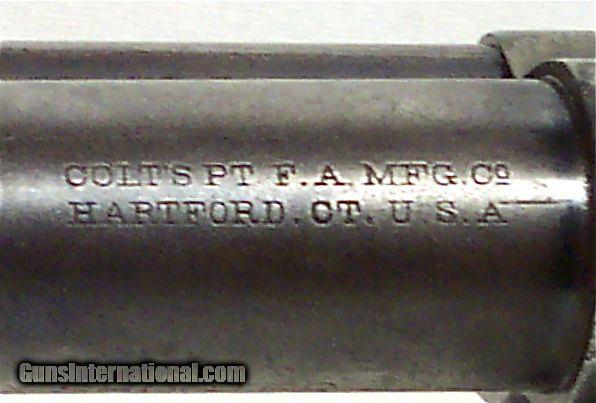 COLT'S PT F.A. MFG. Co
HARTFORD. CT. U.S.A
GunsInternational.com